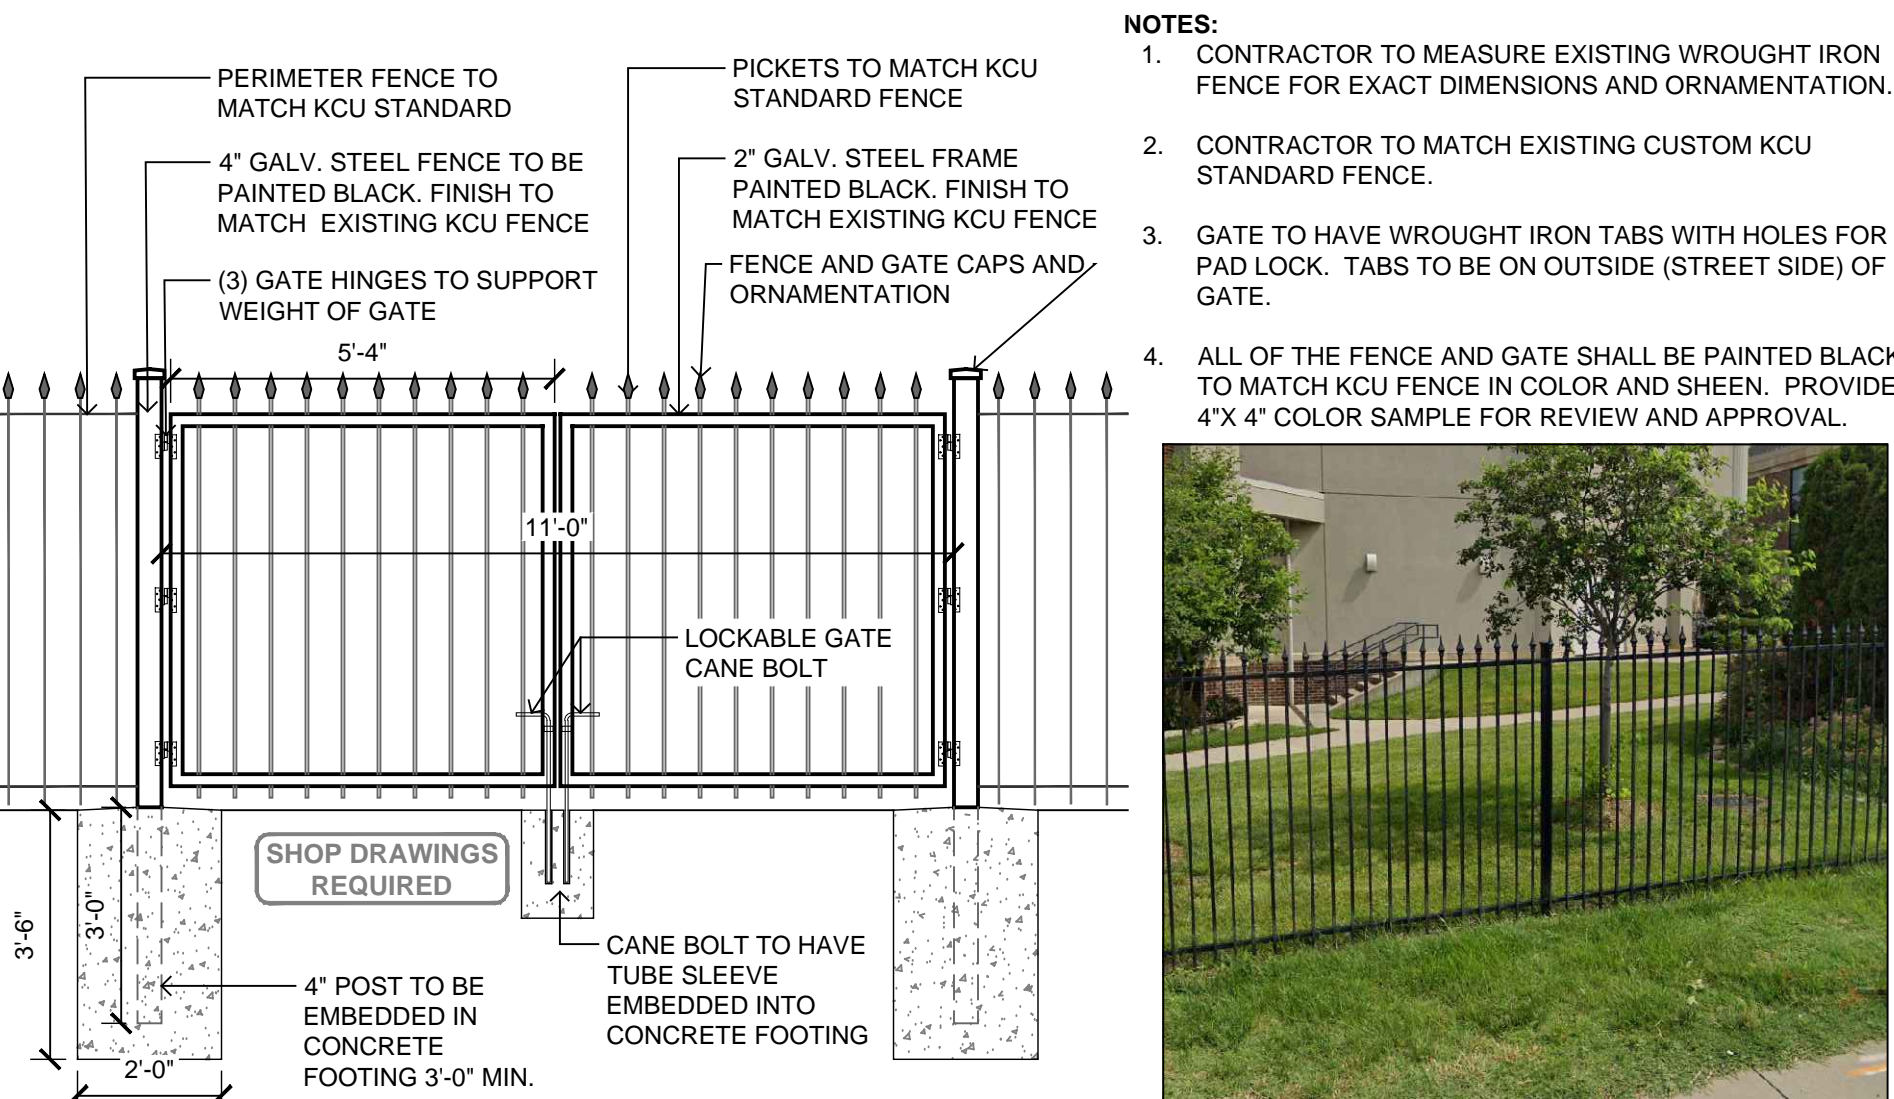 PERIMETER FENCE TO
MATCH KCU STANDARD
4" GALV. STEEL FENCE TO BE
PAINTED BLACK. FINISH TO
MATCH  EXISTING KCU FENCE
(3) GATE HINGES TO SUPPORT
WEIGHT OF GATE
PICKETS TO MATCH KCU
STANDARD FENCE
2" GALV. STEEL FRAME
PAINTED BLACK. FINISH TO
MATCH EXISTING KCU FENCE
FENCE AND GATE CAPS AND
ORNAMENTATION
5'-4"
11'-0"
LOCKABLE GATE
CANE BOLT
SHOP DRAWINGS
REQUIRED
3'-6"
3'-0"
2'-0"
4" POST TO BE
EMBEDDED IN
CONCRETE
FOOTING 3'-0" MIN.
CANE BOLT TO HAVE
TUBE SLEEVE
EMBEDDED INTO
CONCRETE FOOTING
NOTES:
1. CONTRACTOR TO MEASURE EXISTING WROUGHT IRON
FENCE FOR EXACT DIMENSIONS AND ORNAMENTATION.
2. CONTRACTOR TO MATCH EXISTING CUSTOM KCU
STANDARD FENCE.
3. GATE TO HAVE WROUGHT IRON TABS WITH HOLES FOR
PAD LOCK.  TABS TO BE ON OUTSIDE (STREET SIDE) OF
GATE.
4. ALL OF THE FENCE AND GATE SHALL BE PAINTED BLACK
TO MATCH KCU FENCE IN COLOR AND SHEEN.  PROVIDE
4"X 4" COLOR SAMPLE FOR REVIEW AND APPROVAL.